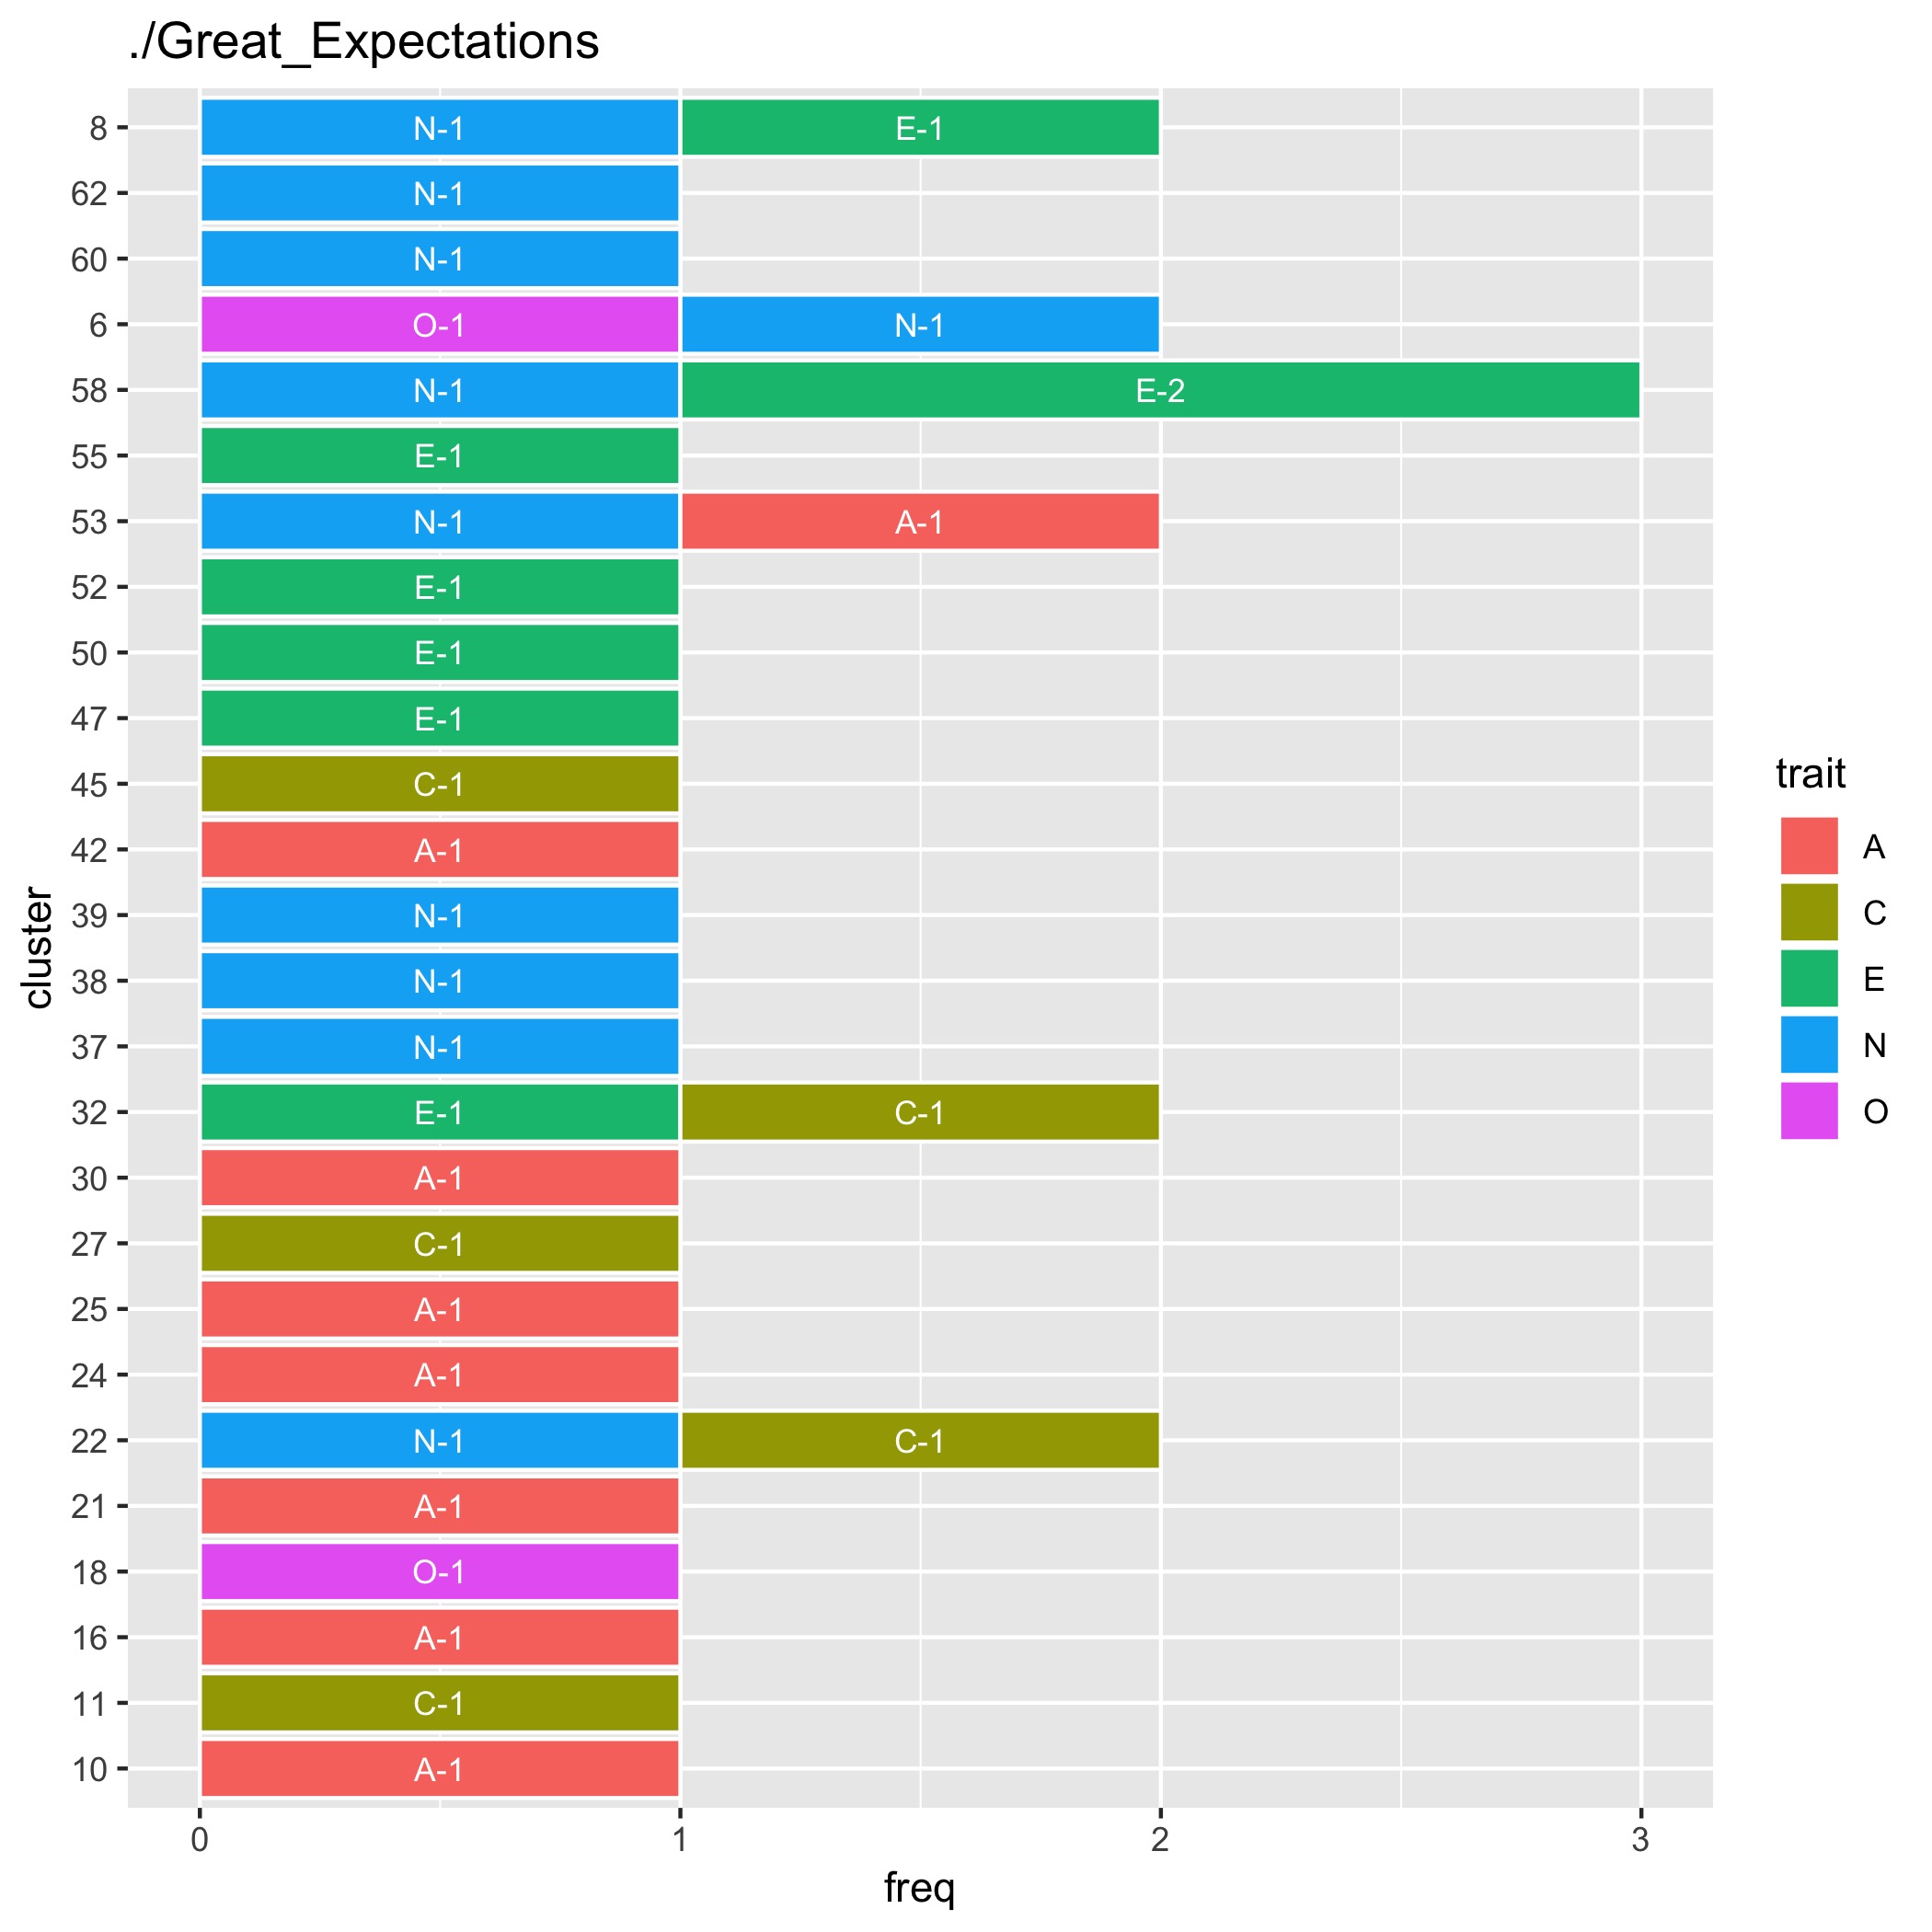 ./Great_Expectations
8 N-1 E-1
62 N-1
60 N-1
6 O-1 N-1
58 N-1 E-2
55 E-1
53 N-1 A-1
52 E-1
50 E-1
47 E-1
45 C-1
42 A-1
39 N-1
38 N-1
37 N-1
32 E-1 C-1
30 A-1
27 C-1
25 A-1
24 A-1
22 N-1 C-1
21 A-1
18 O-1
16 A-1
11 C-1
10 A-1
0 1 2 3
freq
cluster
trait
A
C
E
N
O